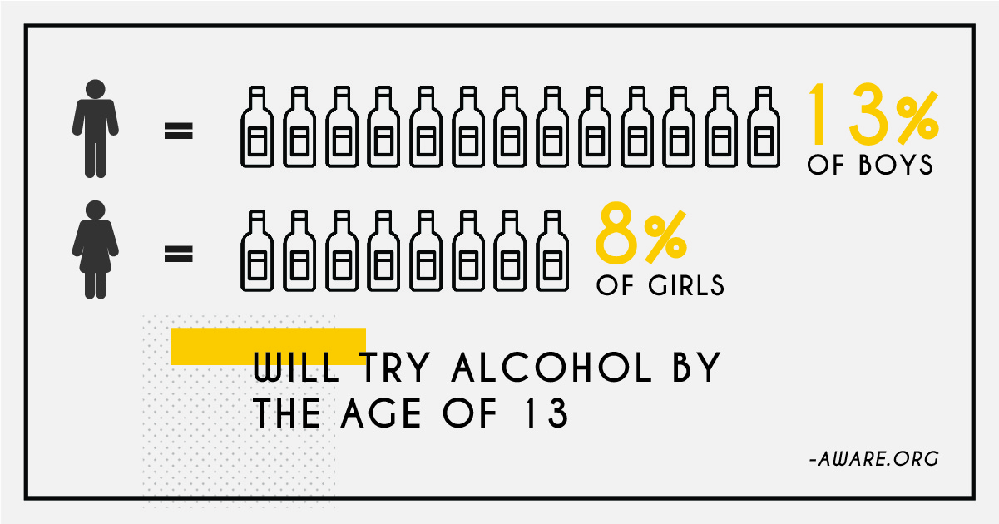 =
13%
OF BOYS
=
8%
OF GIRLS
WILL TRY ALCOHOL BY
THE AGE OF 13
-AWARE.ORG